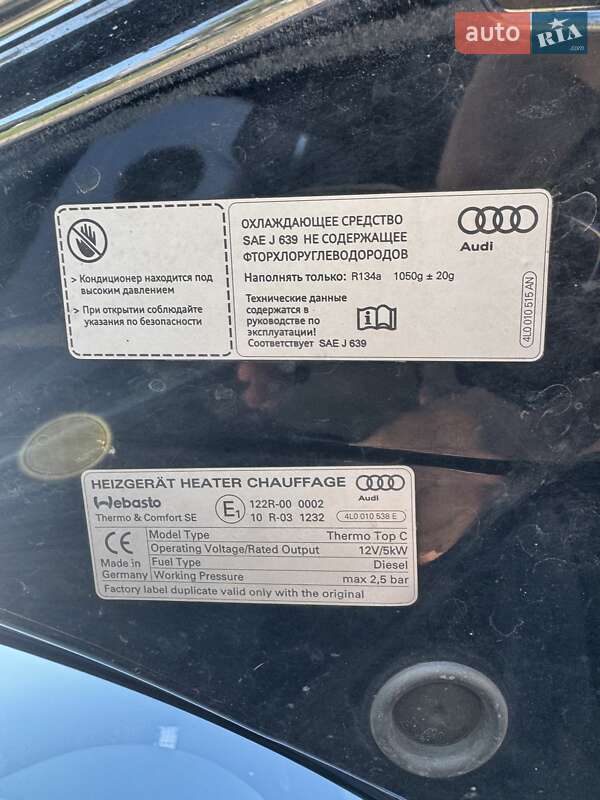 auto RIA.com
> Кондиционер находится под
высоким давлением
> При открытии соблюдайте
указания по безопасности
ОХЛАЖДАЮЩЕЕ СРЕДСТВО
SAE J 639 НЕ СОДЕРЖАЩЕЕ
ФТОРХЛОРУГЛЕВОДОРОДОВ
Наполнять только: R134a 1050g ± 20g
Технические данные
содержатся в
руководстве по
эксплуатации!
Соответствует SAE J 639
Audi
4L0 010 515 AN
HEIZGERÄT HEATER CHAUFFAGE
Audi
Webasto
Thermo & Comfort SE
E1
122R-00 0002
10 R-03 1232
4L0 010 538 E
CE
Made in
Germany
Model Type Thermo Top C
Operating Voltage/Rated Output 12V/5kW
Fuel Type Diesel
Working Pressure max 2,5 bar
Factory label duplicate valid only with the original